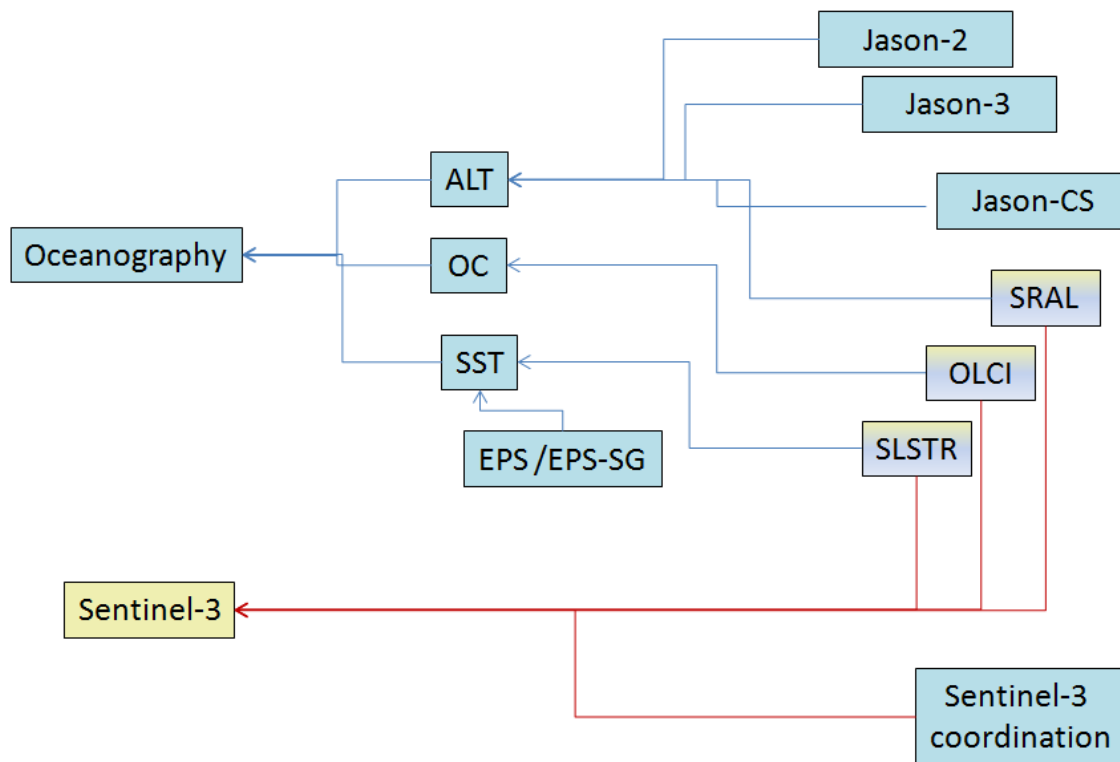 Jason-2
Jason-3
ALT
Jason-CS
Oceanography
OC
SRAL
SST
OLCI
EPS /EPS-SG
SLSTR
Sentinel-3
Sentinel-3
coordination